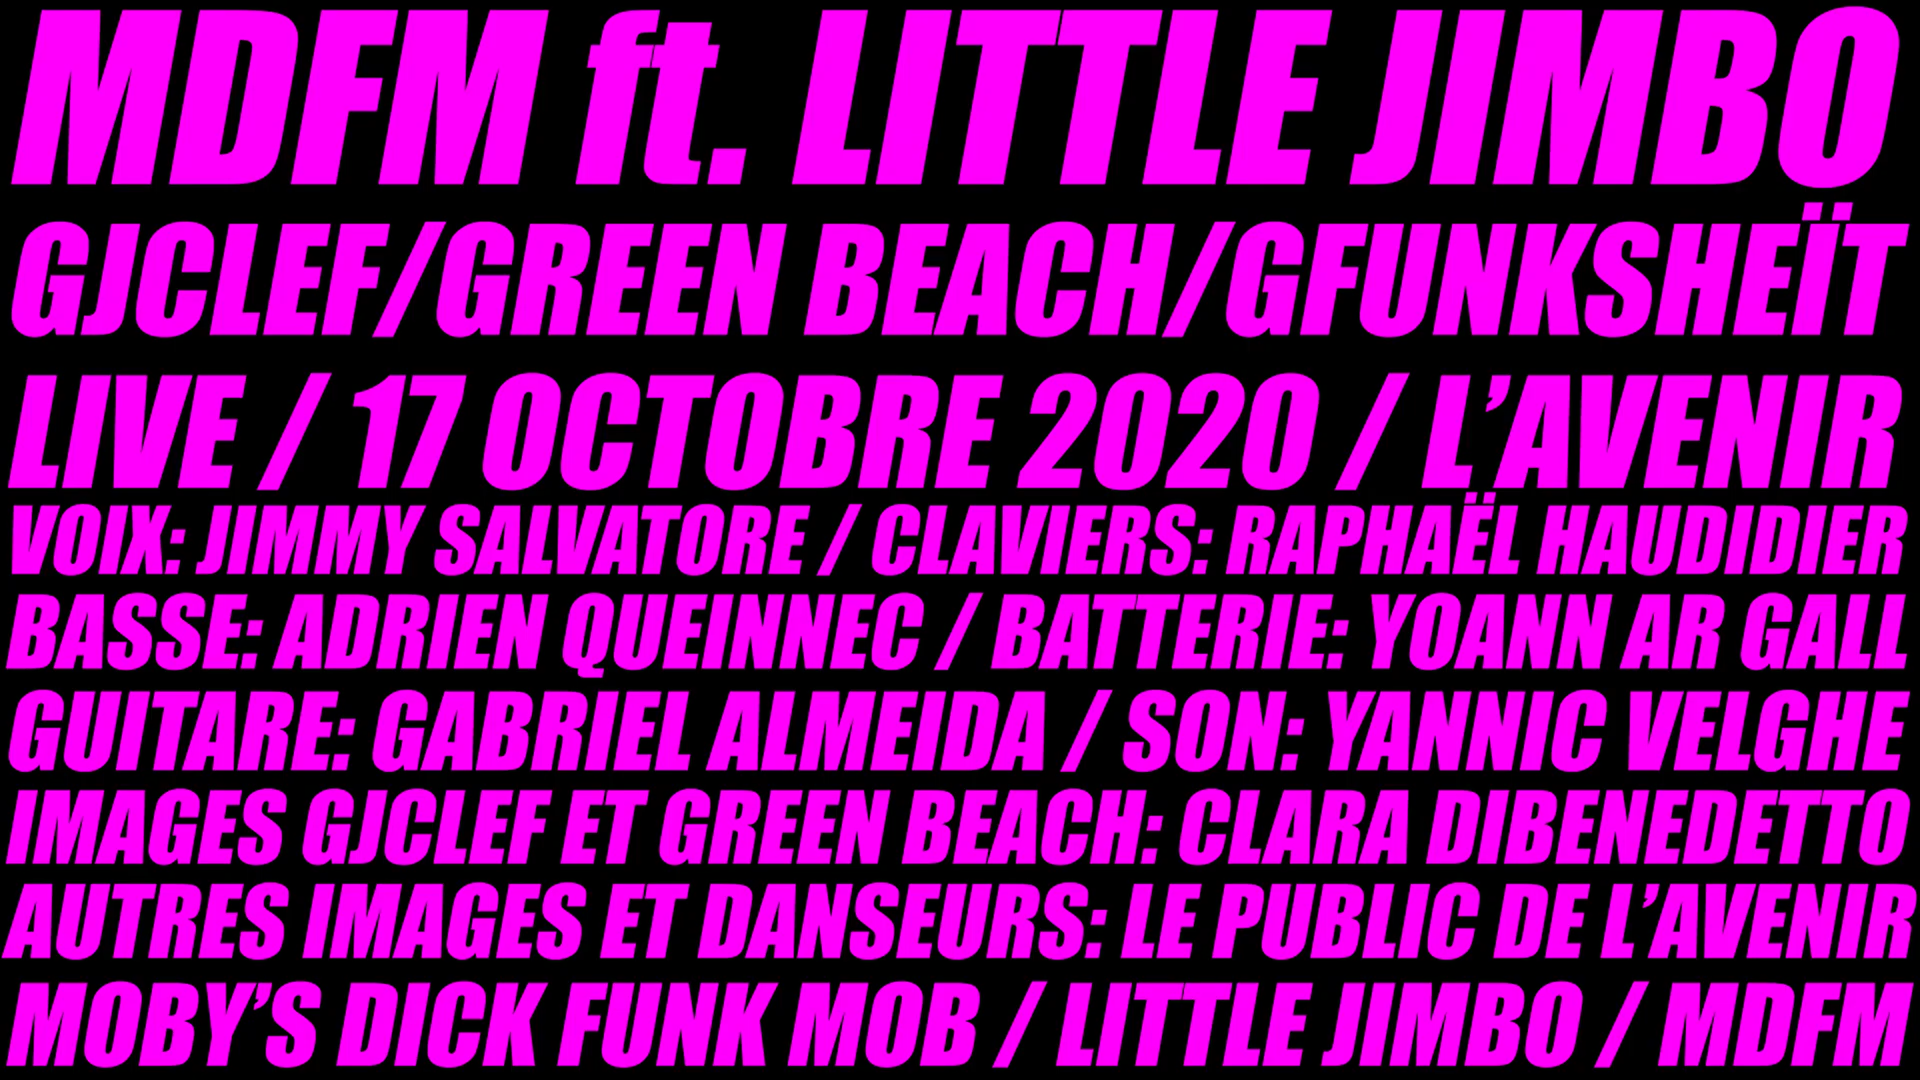 MDFM ft. LITTLE JIMBO
GJCLEF/GREEN BEACH/GFUNKSHEÏT
LIVE / 17 OCTOBRE 2020 / L’AVENIR
VOIX: JIMMY SALVATORE / CLAVIERS: RAPHAËL HAUDIDIER
BASSE: ADRIEN QUEINNEC / BATTERIE: YOANN AR GALL
GUITARE: GABRIEL ALMEIDA / SON: YANNIC VELGHE
IMAGES GJCLEF ET GREEN BEACH: CLARA DIBENEDETTO
AUTRES IMAGES ET DANSEURS: LE PUBLIC DE L’AVENIR
MOBY’S DICK FUNK MOB / LITTLE JIMBO / MDFM